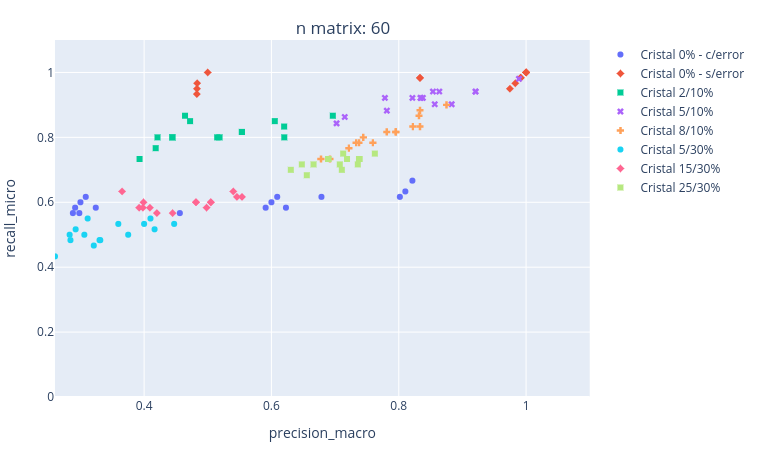 n matrix: 60
Cristal 0% - c/error
Cristal 0% - s/error
Cristal 2/10%
Cristal 5/10%
Cristal 8/10%
Cristal 5/30%
Cristal 15/30%
Cristal 25/30%
recall_micro
1
0.8
0.6
0.4
0.2
0
0.4 0.6 0.8 1
precision_macro